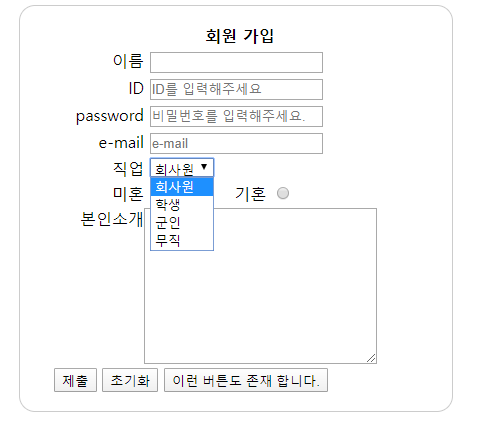 회원 가입
이름
ID ID를 입력해주세요
password 비밀번호를 입력해주세요.
e-mail e-mail
직업 회사원
회사원
미혼 기혼
학생
본인소개
군인
무직
제출 초기화 이런 버튼도 존재 합니다.